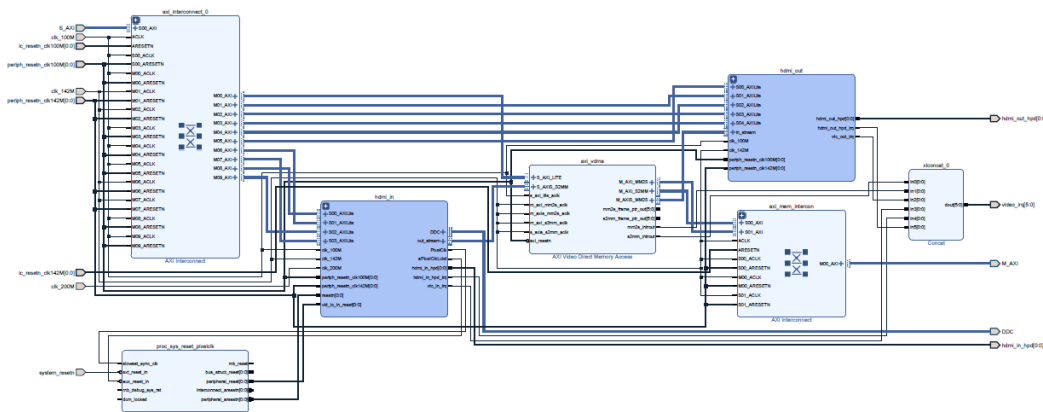 axi_interconnect_0
S_AXI
clk_100M
ic_resetn_clk100M[0:0]
periph_resetn_clk100M[0:0]
clk_142M
periph_resetn_clk142M[0:0]
S00_AXI
ACLK
ARESETN
S00_ACLK
S00_ARESETN
M00_ACLK
M00_ARESETN
M01_ACLK
M01_ARESETN
M02_ACLK
M02_ARESETN
M03_ACLK
M03_ARESETN
M04_ACLK
M04_ARESETN
M05_ACLK
M05_ARESETN
M06_ACLK
M06_ARESETN
M07_ACLK
M07_ARESETN
M08_ACLK
M08_ARESETN
M09_ACLK
M09_ARESETN
M00_AXI
M01_AXI
M02_AXI
M03_AXI
M04_AXI
M05_AXI
M06_AXI
M07_AXI
M08_AXI
M09_AXI
AXI Interconnect
ic_resetn_clk142M[0:0]
clk_200M
hdmi_in
S00_AXILite
S01_AXILite
S02_AXILite
S03_AXILite
clk_100M
clk_142M
clk_200M
periph_resetn_clk100M[0:0]
periph_resetn_clk142M[0:0]
resetn[0:0]
vid_io_in_reset[0:0]
DDC
out_stream
PixelClk
aPixelClkLckd
hdmi_in_hpd[0:0]
hdmi_in_hpd_irq
vtc_in_irq
axi_vdma
S_AXI_LITE
S_AXIS_S2MM
s_axi_lite_aclk
m_axi_mm2s_aclk
m_axis_mm2s_aclk
m_axi_s2mm_aclk
s_axis_s2mm_aclk
axi_resetn
M_AXI_MM2S
M_AXI_S2MM
M_AXIS_MM2S
mm2s_frame_ptr_out[5:0]
s2mm_frame_ptr_out[5:0]
mm2s_introut
s2mm_introut
AXI Video Direct Memory Access
hdmi_out
S00_AXILite
S01_AXILite
S02_AXILite
S03_AXILite
S04_AXILite
in_stream
clk_100M
clk_142M
periph_resetn_clk100M[0:0]
periph_resetn_clk142M[0:0]
hdmi_out_hpd[0:0]
hdmi_out_hpd_irq
vtc_out_irq
axi_mem_intercon
S00_AXI
S01_AXI
ACLK
ARESETN
S00_ACLK
S00_ARESETN
M00_ACLK
M00_ARESETN
S01_ACLK
S01_ARESETN
M00_AXI
AXI Interconnect
xlconcat_0
In0[0:0]
In1[0:0]
In2[0:0]
In3[0:0]
In4[0:0]
In5[0:0]
dout[5:0]
Concat
hdmi_out_hpd[0:0]
video_irq[5:0]
M_AXI
DDC
hdmi_in_hpd[0:0]
proc_sys_reset_pixelclk
system_resetn
slowest_sync_clk
ext_reset_in
aux_reset_in
mb_debug_sys_rst
dcm_locked
mb_reset
bus_struct_reset[0:0]
peripheral_reset[0:0]
interconnect_aresetn[0:0]
peripheral_aresetn[0:0]